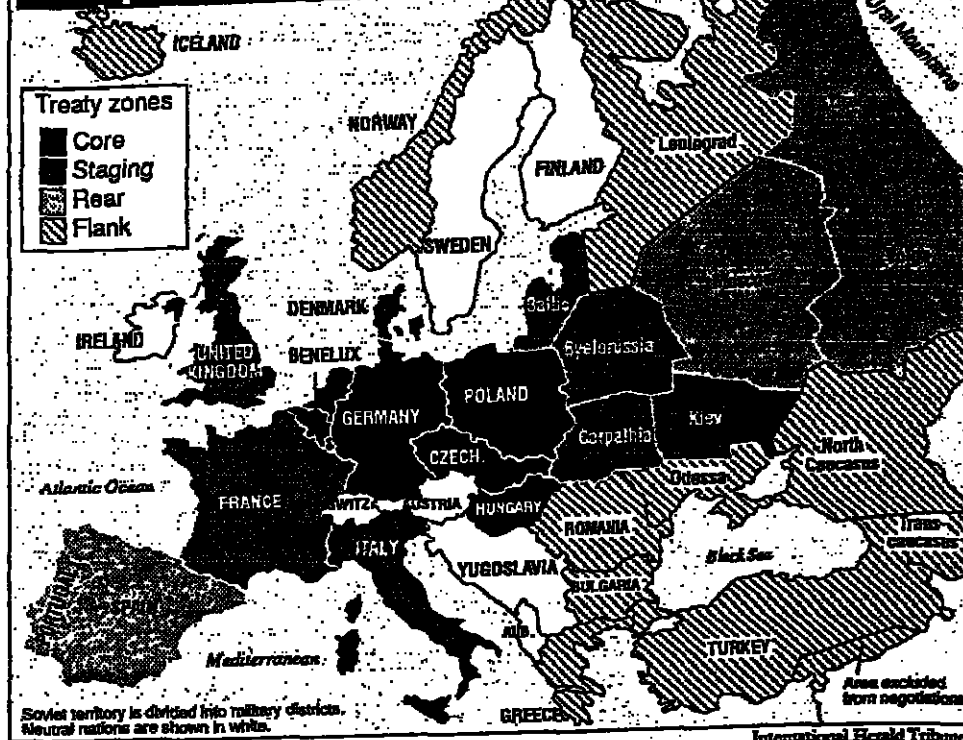 ICELAND
Ural Mountains
Treaty zones
Core
Staging
Rear
Flank
NORWAY
Leningrad
FINLAND
SWEDEN
DENMARK
Baltic
IRELAND
UNITED
KINGDOM
BENELUX
Byelorussia
GERMANY
POLAND
Carpathia
Kiev
CZECH.
North
Caucasus
Atlantic Ocean
FRANCE
SWITZ.
AUSTRIA
HUNGARY
Odessa
ROMANIA
Trans-
caucasus
ITALY
Black Sea
YUGOSLAVIA
BULGARIA
PORTUGAL
SPAIN
ALB.
Mediterranean
TURKEY
Area excluded
from negotiations
GREECE
Soviet territory is divided into military districts.
Neutral nations are shown in white.
International Herald Tribune